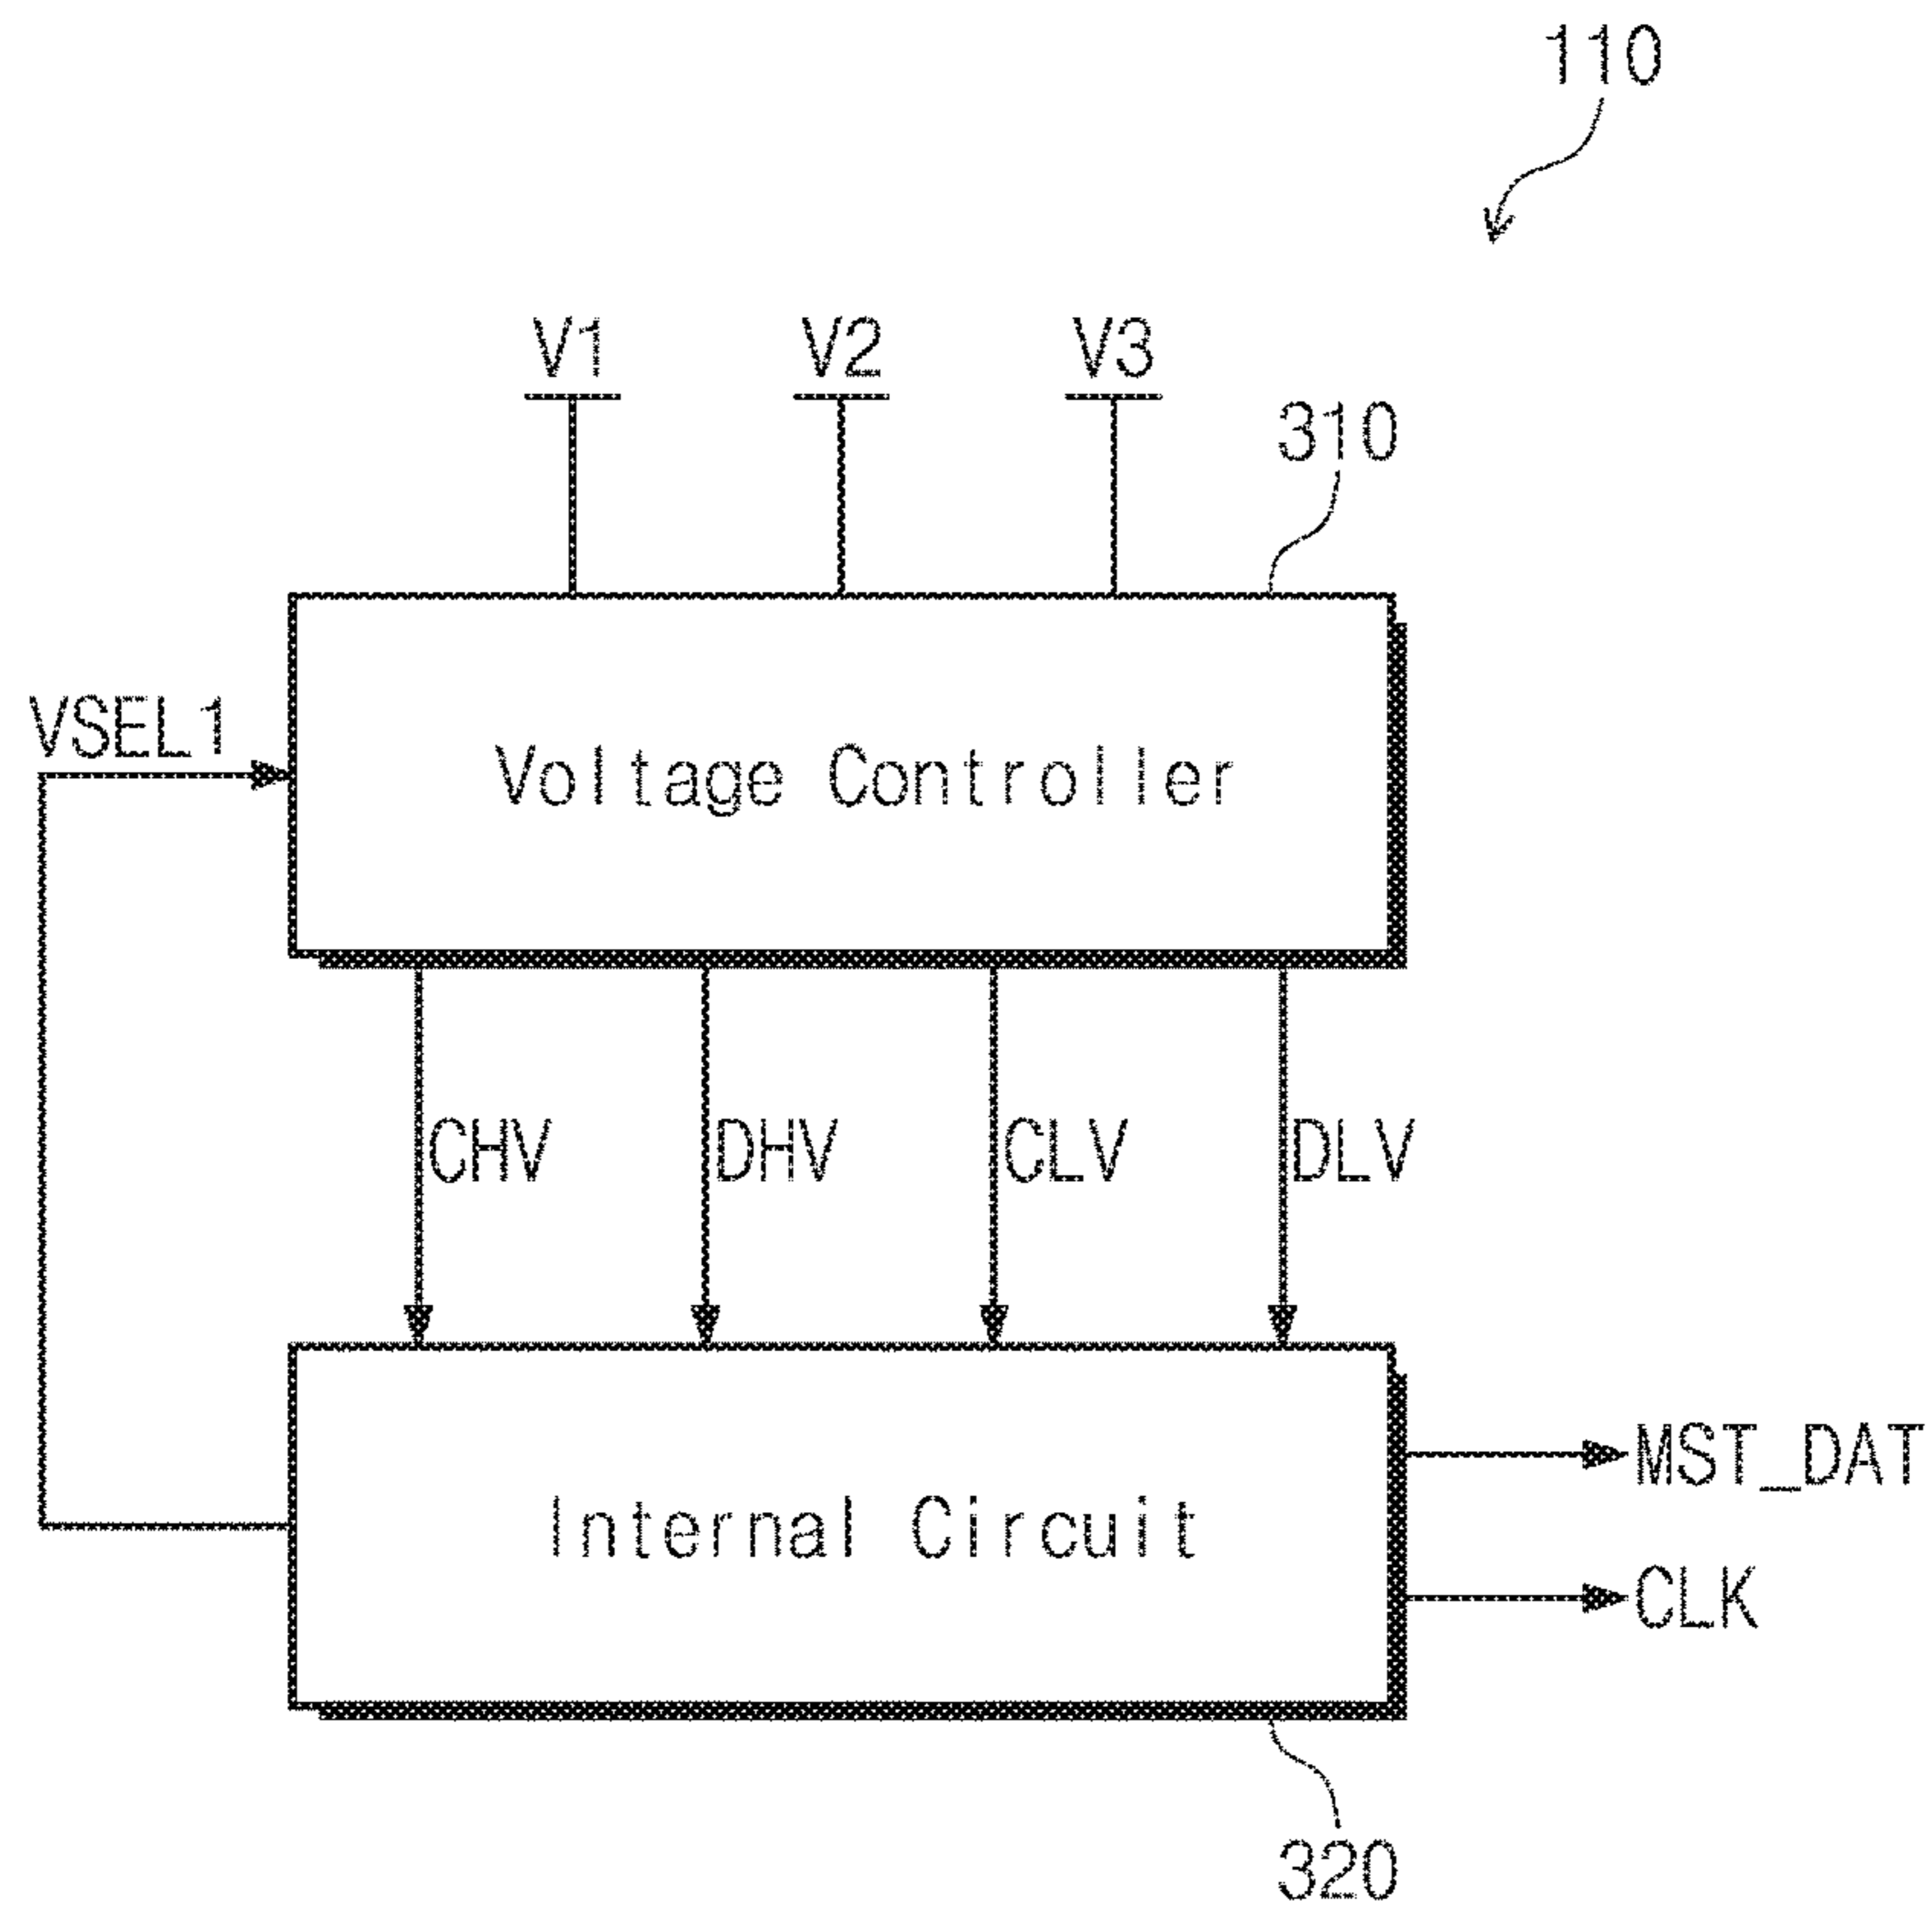 110
V1 V2 V3
310
VSEL1
Voltage Controller
CHV DHV CLV DLV
MST_DAT
Internal Circuit
CLK
320